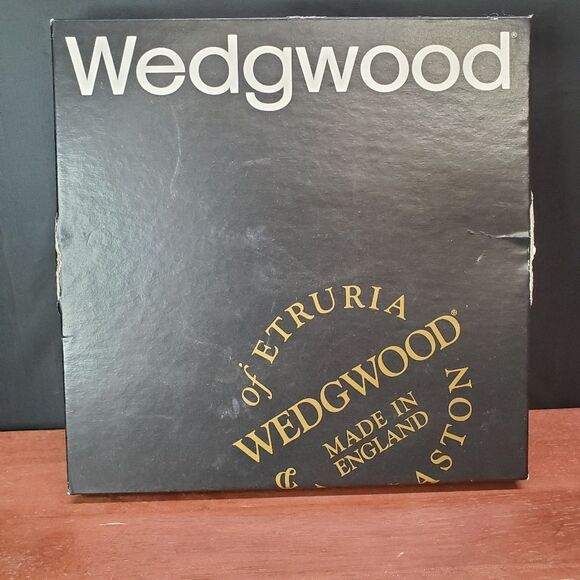 Wedgwood®
of ETRURIA
WEDGWOOD®
MADE IN
ENGLAND
&
ASTON